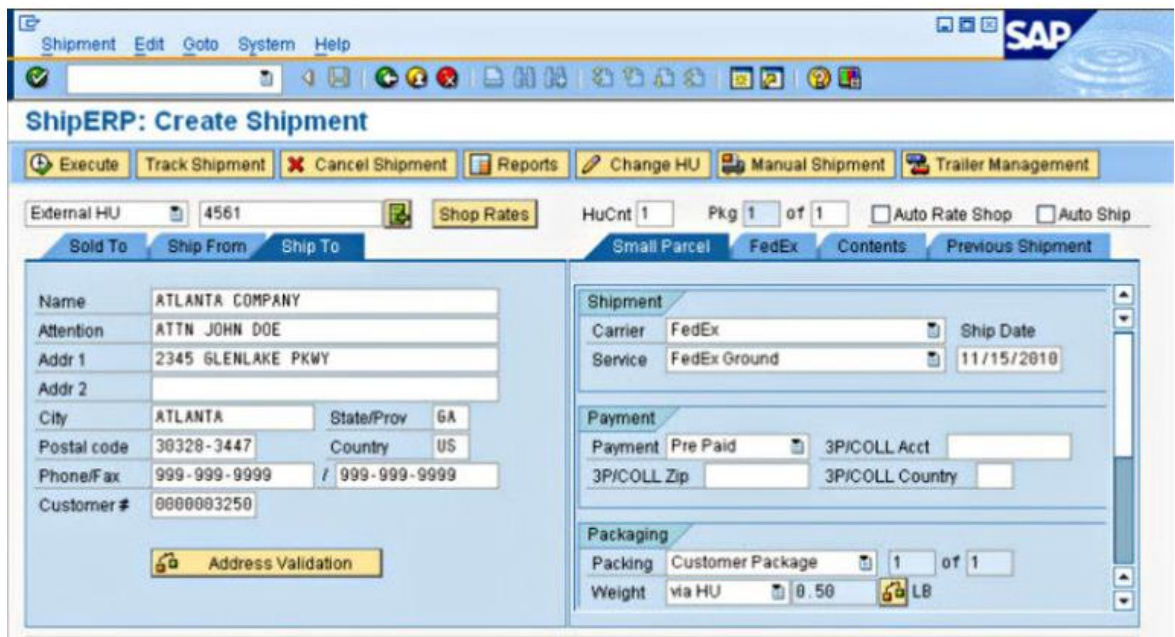 Shipment Edit Goto System Help
SAP
ShipERP: Create Shipment
Execute Track Shipment Cancel Shipment Reports Change HU Manual Shipment Trailer Management
External HU 4561 Shop Rates HuCnt 1 Pkg 1 of 1 Auto Rate Shop Auto Ship
Sold To Ship From Ship To
Name ATLANTA COMPANY
Attention ATTN JOHN DOE
Addr 1 2345 GLENLAKE PKWY
Addr 2
City ATLANTA State/Prov GA
Postal code 30328-3447 Country US
Phone/Fax 999-999-9999 / 999-999-9999
Customer # 0000003250
Address Validation
Small Parcel FedEx Contents Previous Shipment
Shipment
Carrier FedEx Ship Date
Service FedEx Ground 11/15/2010
Payment
Payment Pre Paid 3P/COLL Acct
3P/COLL Zip 3P/COLL Country
Packaging
Packing Customer Package 1 of 1
Weight via HU 0.50 LB